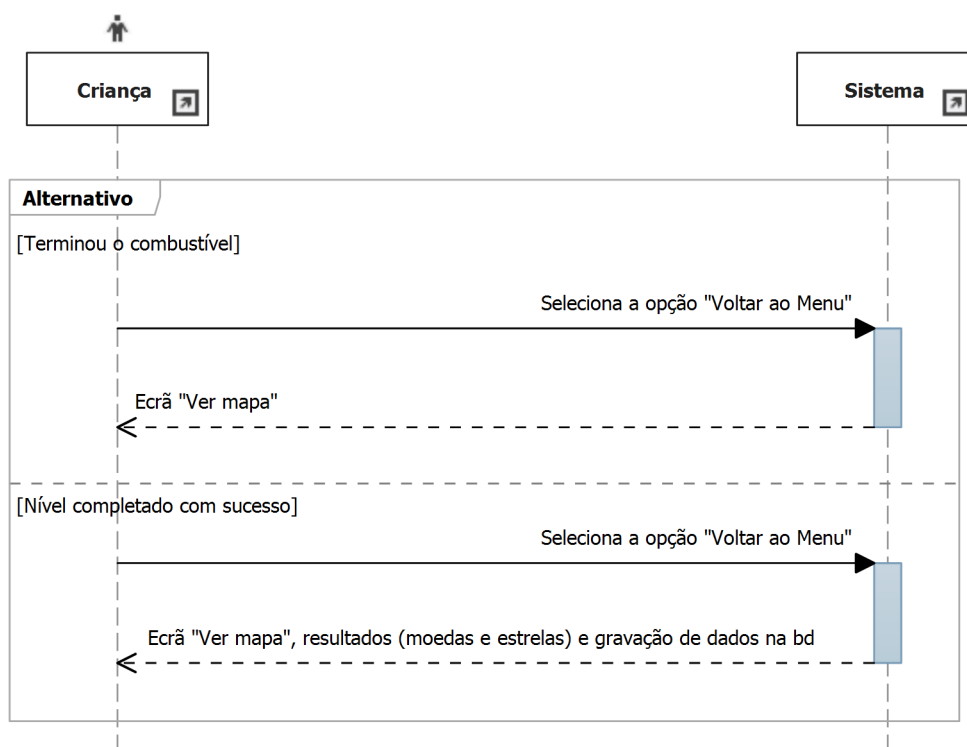 Criança
Sistema
Alternativo
[Terminou o combustível]
Seleciona a opção "Voltar ao Menu"
Ecrã "Ver mapa"
[Nível completado com sucesso]
Seleciona a opção "Voltar ao Menu"
Ecrã "Ver mapa", resultados (moedas e estrelas) e gravação de dados na bd